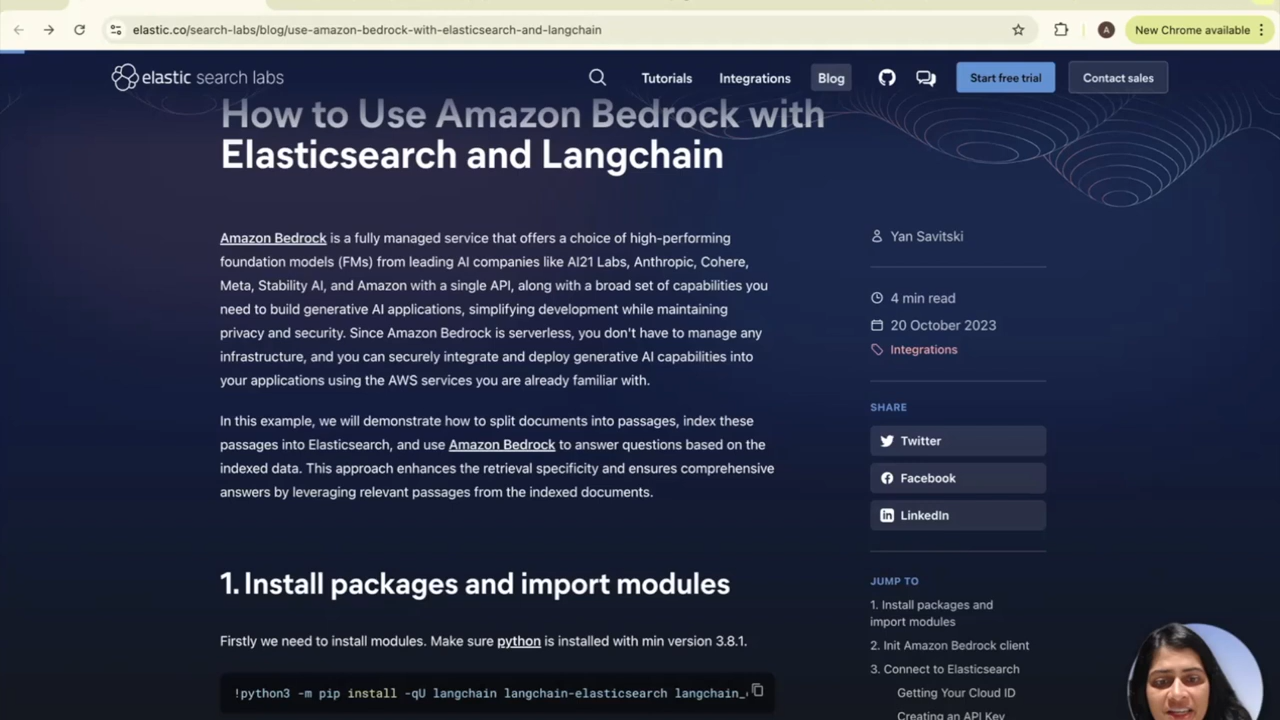 elastic.co/search-labs/blog/use-amazon-bedrock-with-elasticsearch-and-langchain
A
New Chrome available
elastic search labs
Tutorials
Integrations
Blog
Start free trial
Contact sales
How to Use Amazon Bedrock with
Elasticsearch and Langchain
Amazon Bedrock is a fully managed service that offers a choice of high-performing
foundation models (FMs) from leading AI companies like AI21 Labs, Anthropic, Cohere,
Meta, Stability AI, and Amazon with a single API, along with a broad set of capabilities you
need to build generative AI applications, simplifying development while maintaining
privacy and security. Since Amazon Bedrock is serverless, you don't have to manage any
infrastructure, and you can securely integrate and deploy generative AI capabilities into
your applications using the AWS services you are already familiar with.
In this example, we will demonstrate how to split documents into passages, index these
passages into Elasticsearch, and use Amazon Bedrock to answer questions based on the
indexed data. This approach enhances the retrieval specificity and ensures comprehensive
answers by leveraging relevant passages from the indexed documents.
1. Install packages and import modules
Firstly we need to install modules. Make sure python is installed with min version 3.8.1.
!python3 -m pip install -qU langchain langchain-elasticsearch langchain_
Yan Savitski
4 min read
20 October 2023
Integrations
SHARE
Twitter
Facebook
LinkedIn
JUMP TO
1. Install packages and
import modules
2. Init Amazon Bedrock client
3. Connect to Elasticsearch
Getting Your Cloud ID
Creating an API Key